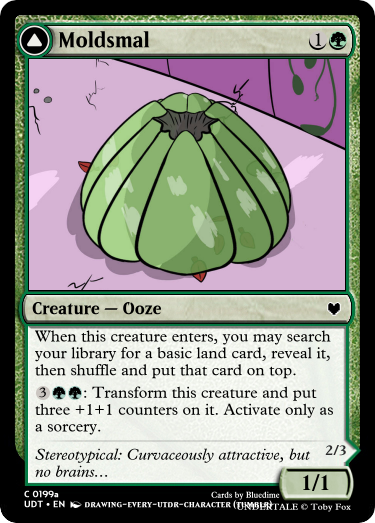 Moldsmal 1
Creature — Ooze
When this creature enters, you may search
your library for a basic land card, reveal it,
then shuffle and put that card on top.
3: Transform this creature and put
three +1+1 counters on it. Activate only as
a sorcery.
Stereotypical: Curvaceously attractive, but
no brains…
2/3
1/1
C 0199a
Cards by Bluedime
UDT • EN DRAWING-EVERY-UTDR-CHARACTER (TUMBLR)
UNDERTALE © Toby Fox